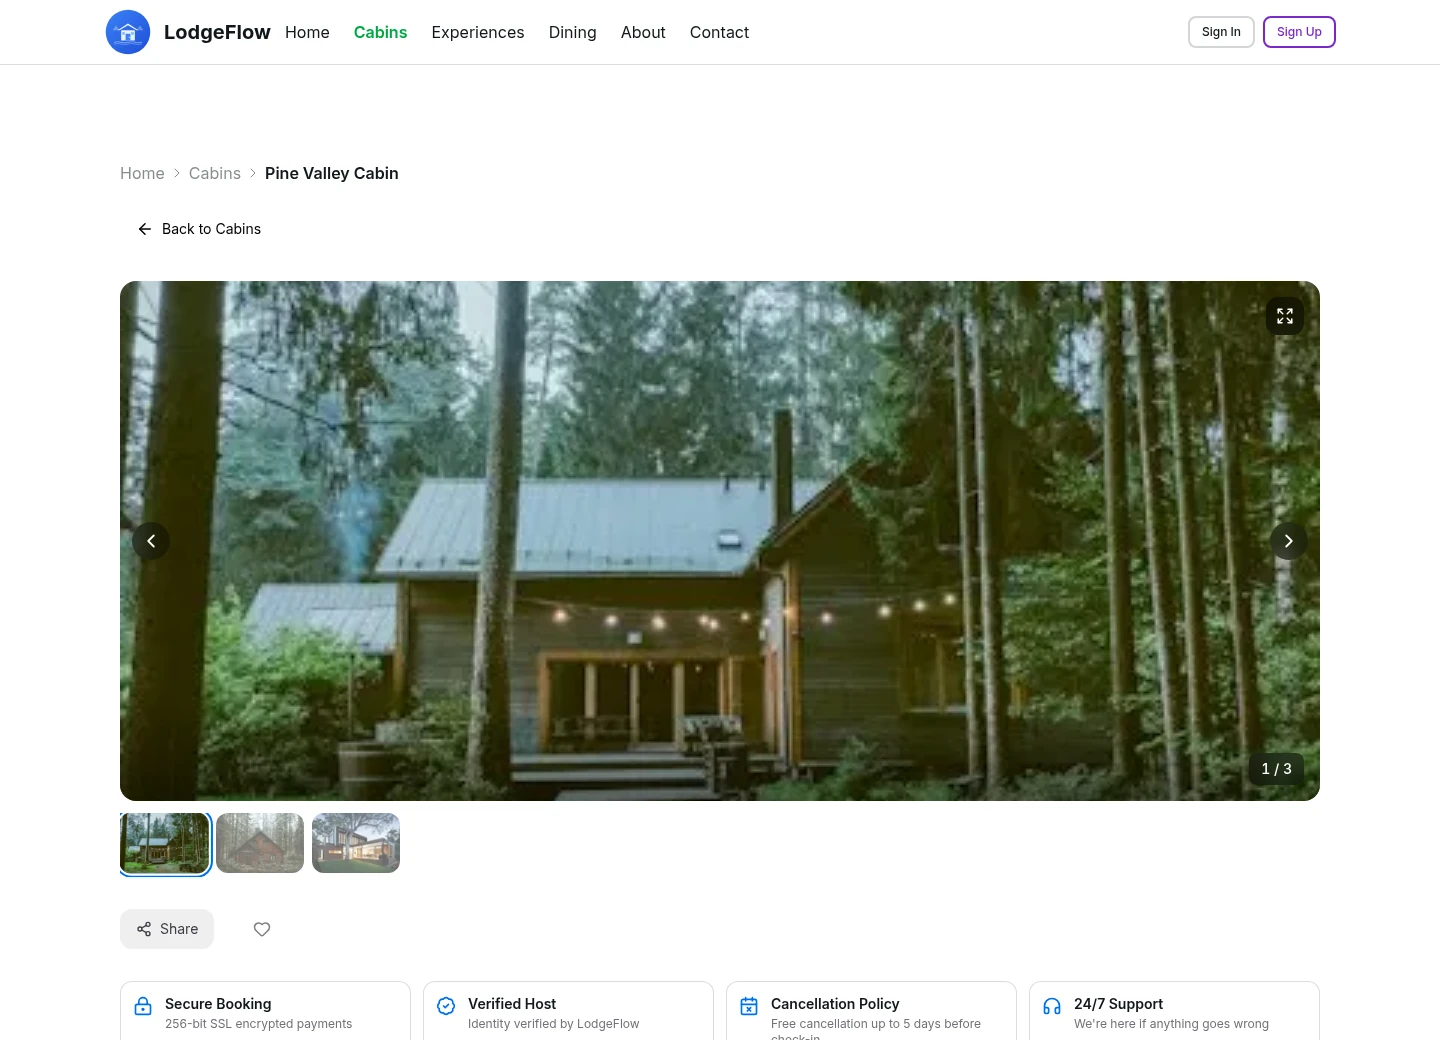 LodgeFlow
Home
Cabins
Experiences
Dining
About
Contact
Sign In
Sign Up
Home
Cabins
Pine Valley Cabin
Back to Cabins
1 / 3
Share
Secure Booking
256-bit SSL encrypted payments
Verified Host
Identity verified by LodgeFlow
Cancellation Policy
Free cancellation up to 5 days before
check-in
24/7 Support
We're here if anything goes wrong